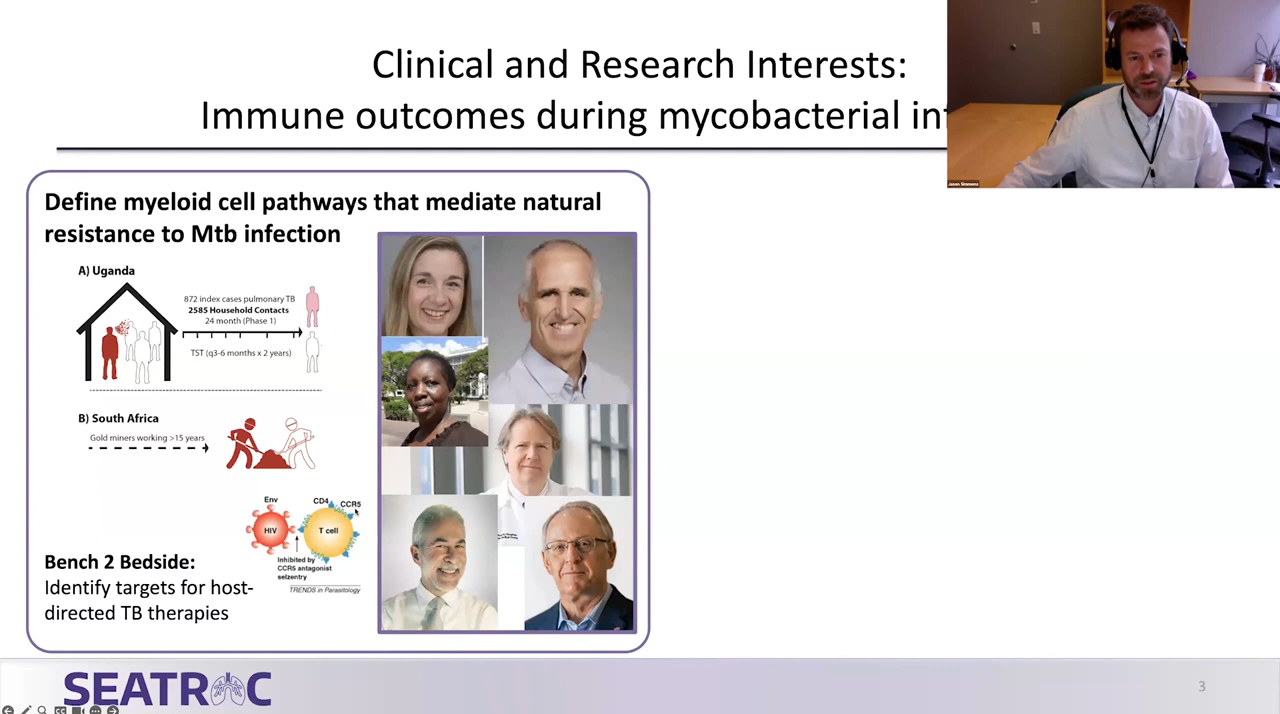 Clinical and Research Interests:
Immune outcomes during mycobacterial in
Jason Simmons
Define myeloid cell pathways that mediate natural
resistance to Mtb infection
A) Uganda
872 index cases pulmonary TB
2585 Household Contacts
24 month (Phase 1)
TST (q3-6 months x 2 years)
B) South Africa
Gold miners working >15 years
Env
CD4
CCR5
HIV
T cell
Inhibited by
CCR5 antagonist
selzentry
TRENDS in Parasitology
Bench 2 Bedside:
Identify targets for host-
directed TB therapies
SEATRAC
3